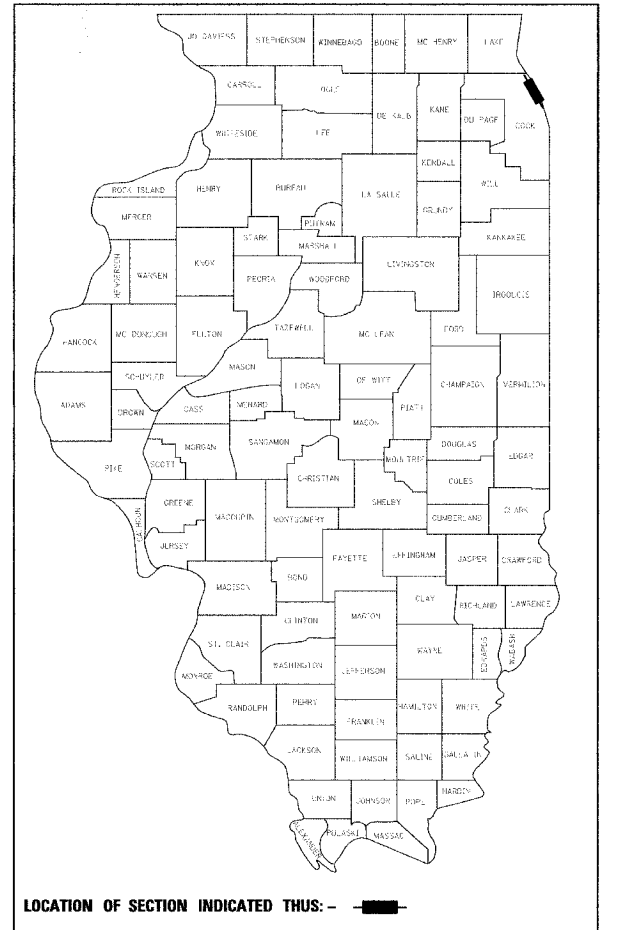 JO DAVIESS STEPHENSON WINNEBAGO BOONE MC HENRY LAKE
CARROLL OGLE DE KALB KANE DU PAGE COOK
WHITESIDE LEE KENDALL WILL
ROCK ISLAND HENRY BUREAU LA SALLE GRUNDY
MERCER PUTNAM KANKAKEE
STARK MARSHALL
HENDERSON WARREN KNOX PEORIA WOODFORD LIVINGSTON IROQUOIS
HANCOCK MC DONOUGH FULTON TAZEWELL MC LEAN FORD
MASON
SCHUYLER LOGAN DE WITT CHAMPAIGN VERMILION
ADAMS BROWN CASS MENARD PIATT
MACON
SANGAMON DOUGLAS
MORGAN MOULTRIE EDGAR
PIKE SCOTT CHRISTIAN COLES
GREENE SHELBY
CALHOUN MACOUPIN MONTGOMERY CUMBERLAND CLARK
JERSEY FAYETTE EFFINGHAM JASPER CRAWFORD
BOND
MADISON CLAY RICHLAND LAWRENCE
CLINTON MARION
ST. CLAIR WAYNE EDWARDS WABASH
WASHINGTON JEFFERSON
MONROE
RANDOLPH PERRY HAMILTON WHITE
FRANKLIN
JACKSON WILLIAMSON SALINE GALLATIN
UNION JOHNSON POPE HARDIN
ALEXANDER PULASKI MASSAC
LOCATION OF SECTION INDICATED THUS: -